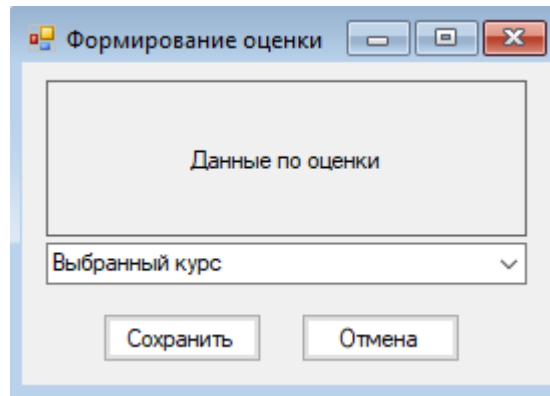 Формирование оценки
Данные по оценки
Выбранный курс
Сохранить
Отмена